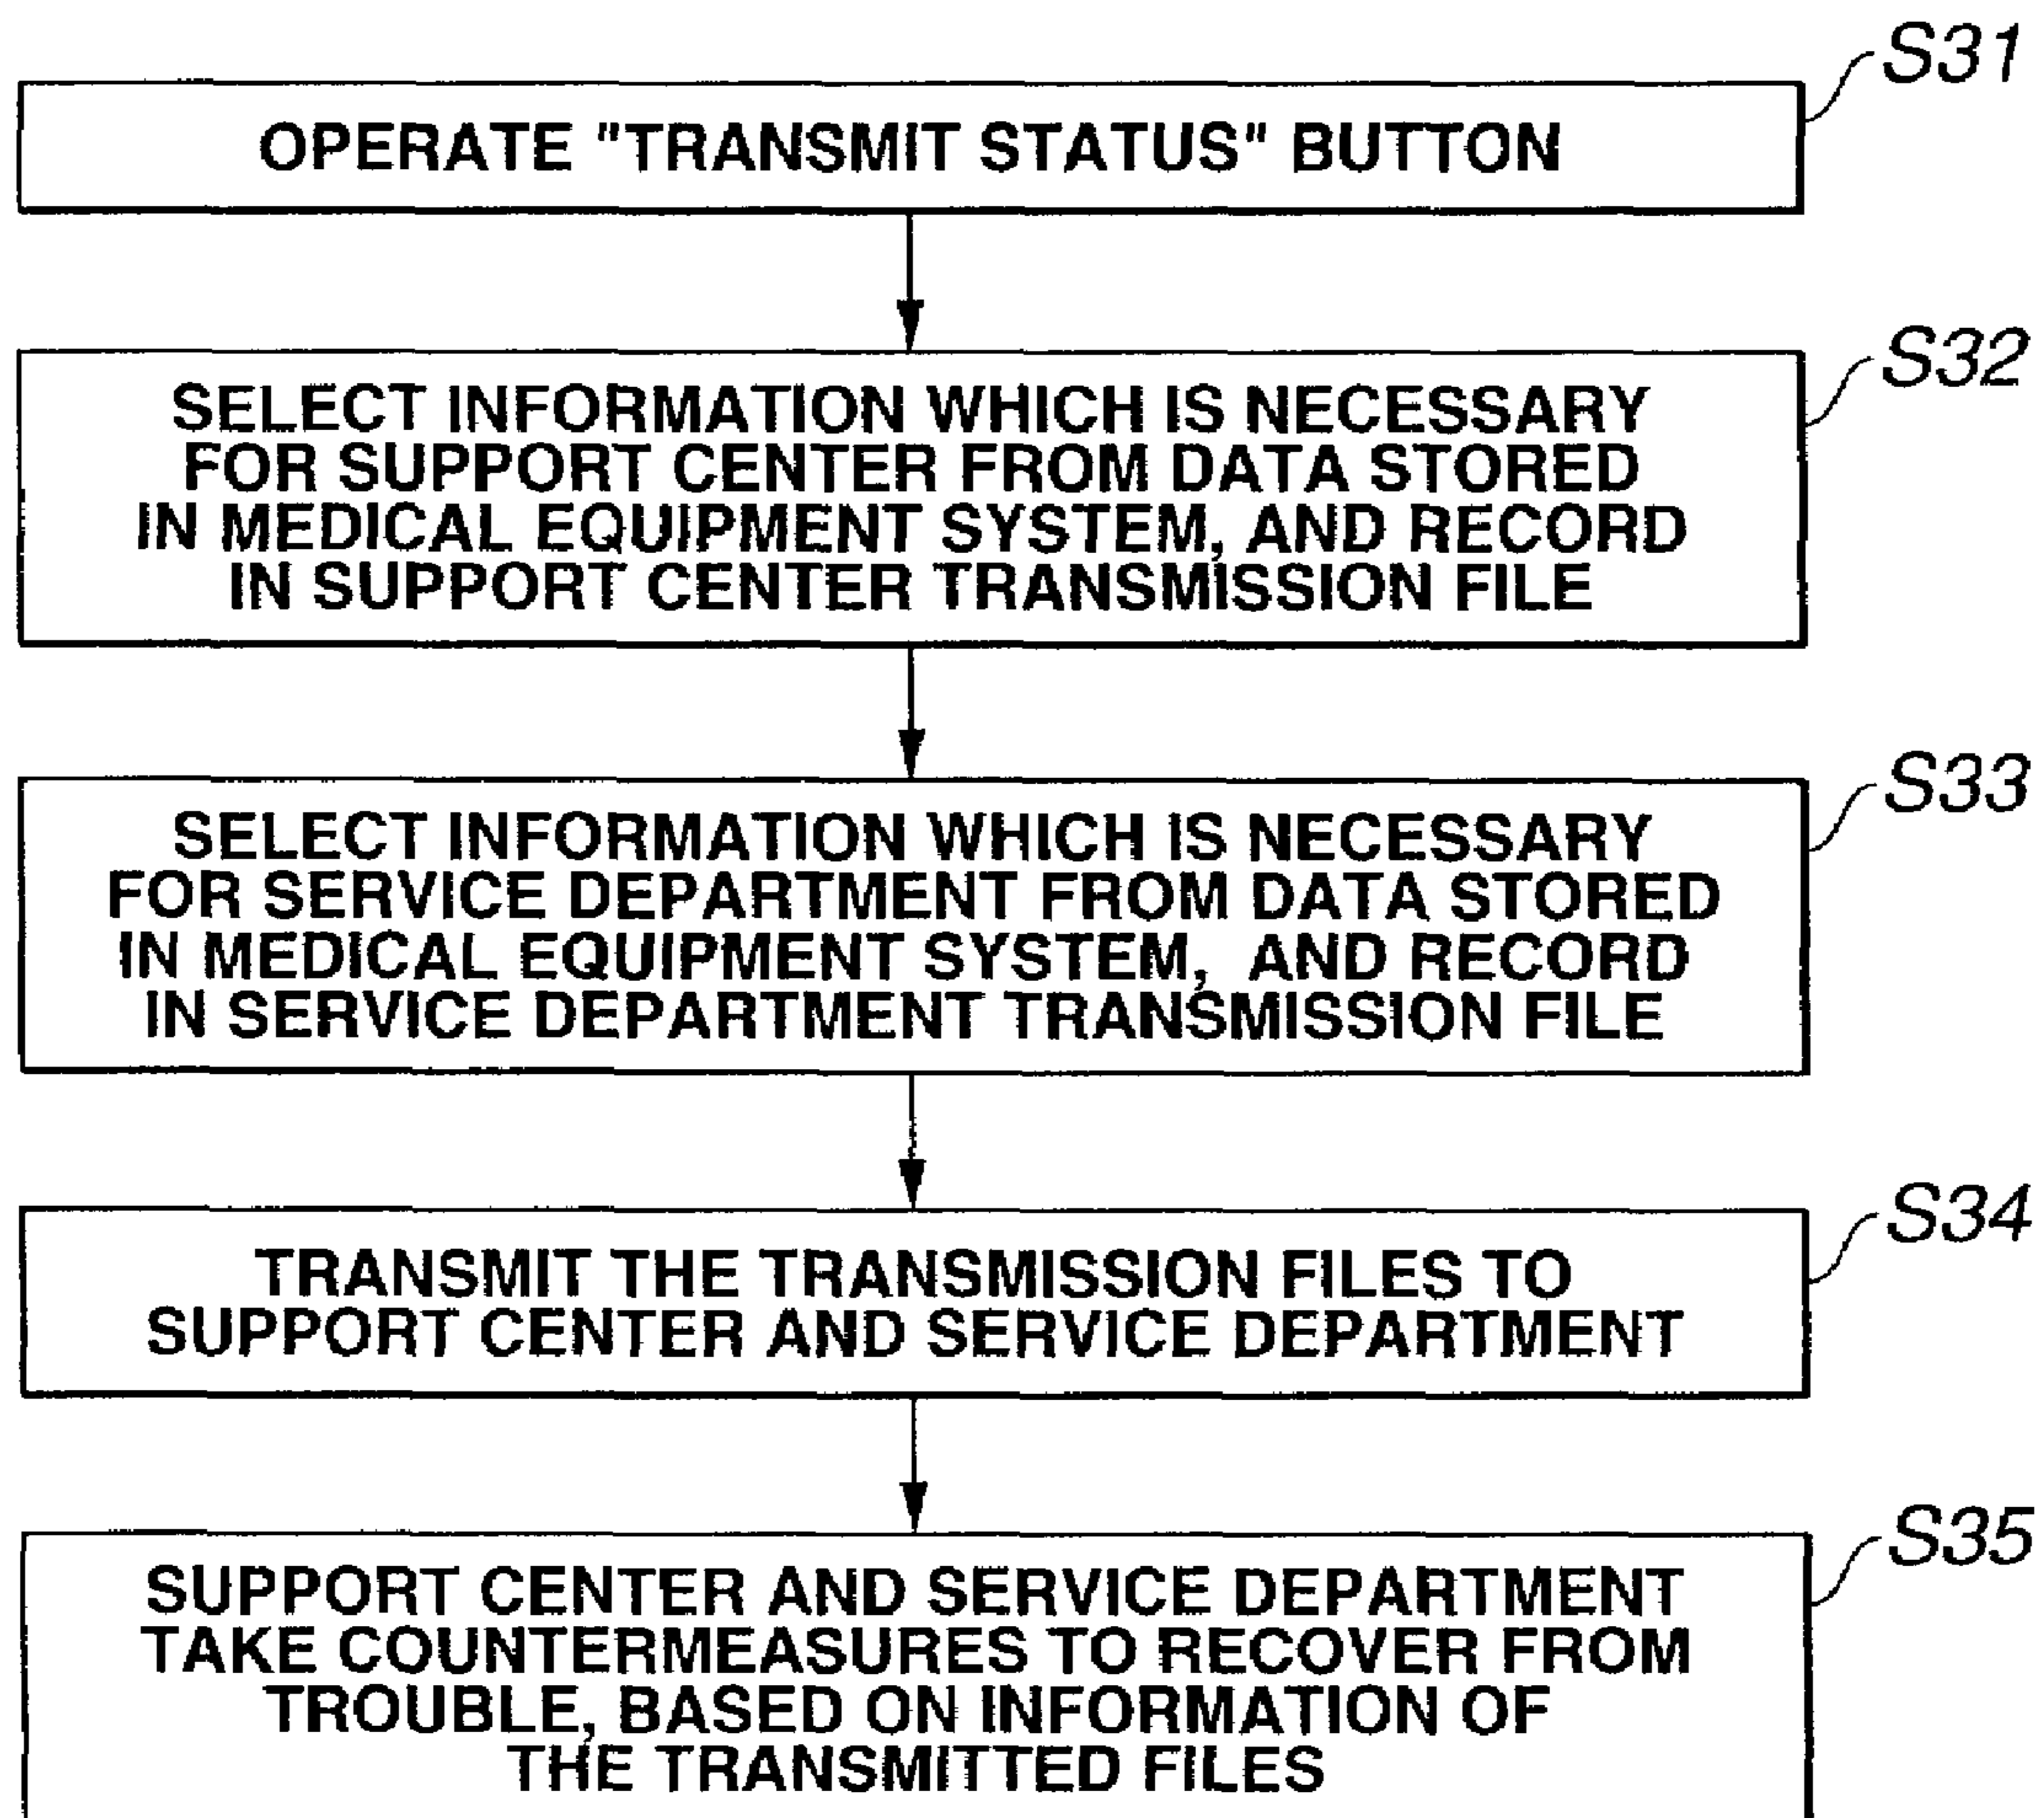 S31
OPERATE "TRANSMIT STATUS" BUTTON
S32
SELECT INFORMATION WHICH IS NECESSARY
FOR SUPPORT CENTER FROM DATA STORED
IN MEDICAL EQUIPMENT SYSTEM, AND RECORD
IN SUPPORT CENTER TRANSMISSION FILE
S33
SELECT INFORMATION WHICH IS NECESSARY
FOR SERVICE DEPARTMENT FROM DATA STORED
IN MEDICAL EQUIPMENT SYSTEM, AND RECORD
IN SERVICE DEPARTMENT TRANSMISSION FILE
S34
TRANSMIT THE TRANSMISSION FILES TO
SUPPORT CENTER AND SERVICE DEPARTMENT
S35
SUPPORT CENTER AND SERVICE DEPARTMENT
TAKE COUNTERMEASURES TO RECOVER FROM
TROUBLE, BASED ON INFORMATION OF
THE TRANSMITTED FILES